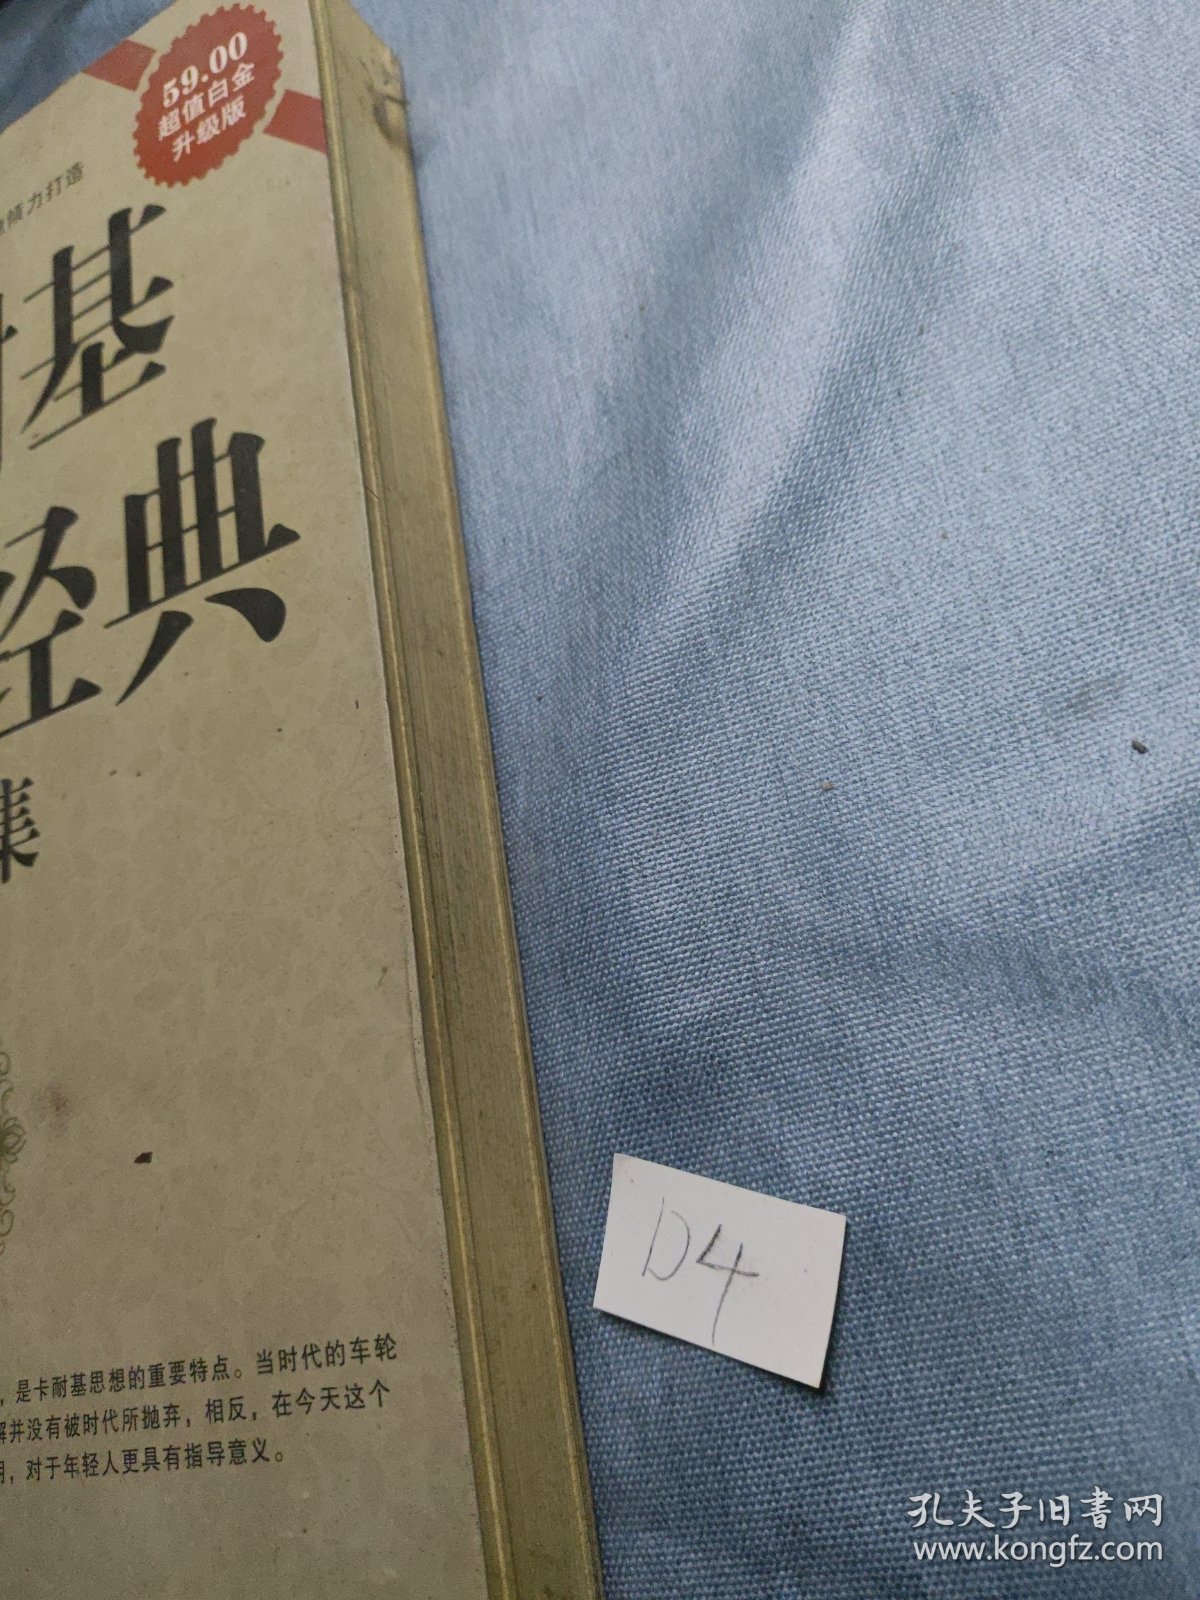 59.00
超值白金
升级版
倾力打造
耐基
经典
集
,是卡耐基思想的重要特点。当时代的车轮
解并没有被时代所抛弃,相反,在今天这个
,对于年轻人更具有指导意义。
D4
孔夫子旧书网
www.kongfz.com